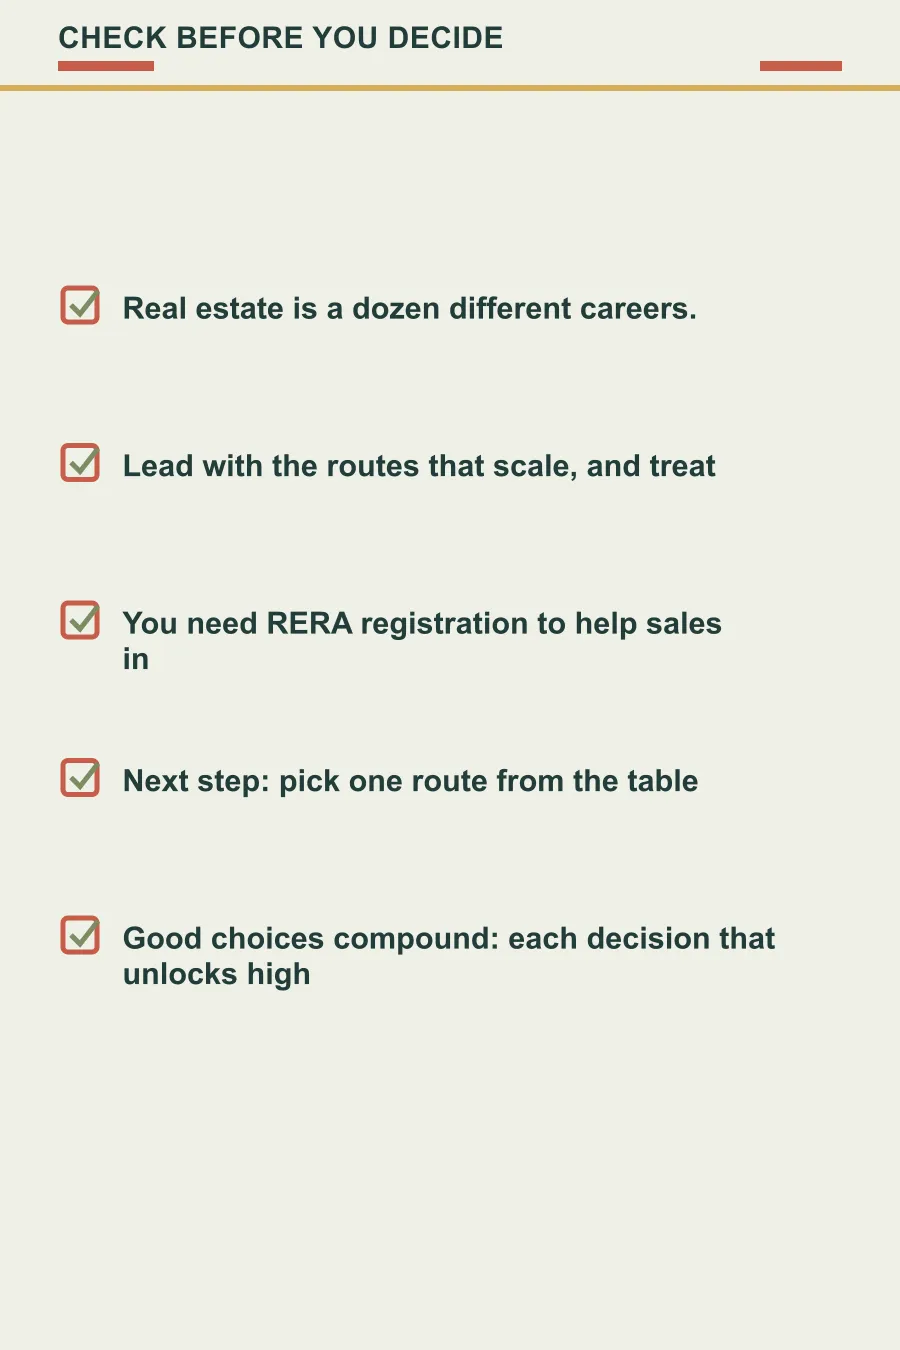 CHECK BEFORE YOU DECIDE
Real estate is a dozen different careers.
Lead with the routes that scale, and treat
You need RERA registration to help sales
in
Next step: pick one route from the table
Good choices compound: each decision that
unlocks high